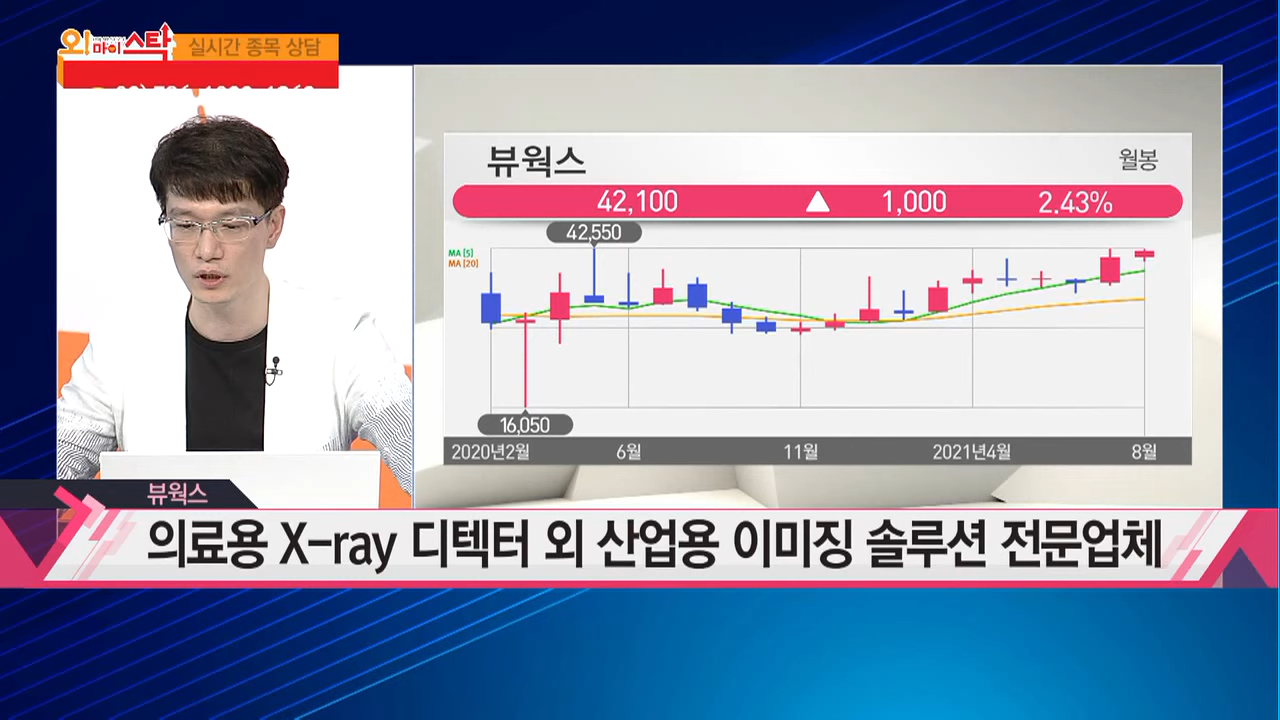 오! 마이 스탁
실시간 종목 상담
뷰웍스
월봉
42,100 ▲ 1,000 2.43%
42,550
MA [5]
MA [20]
16,050
2020년2월 6월 11월 2021년4월 8월
뷰웍스
의료용 X-ray 디텍터 외 산업용 이미징 솔루션 전문업체